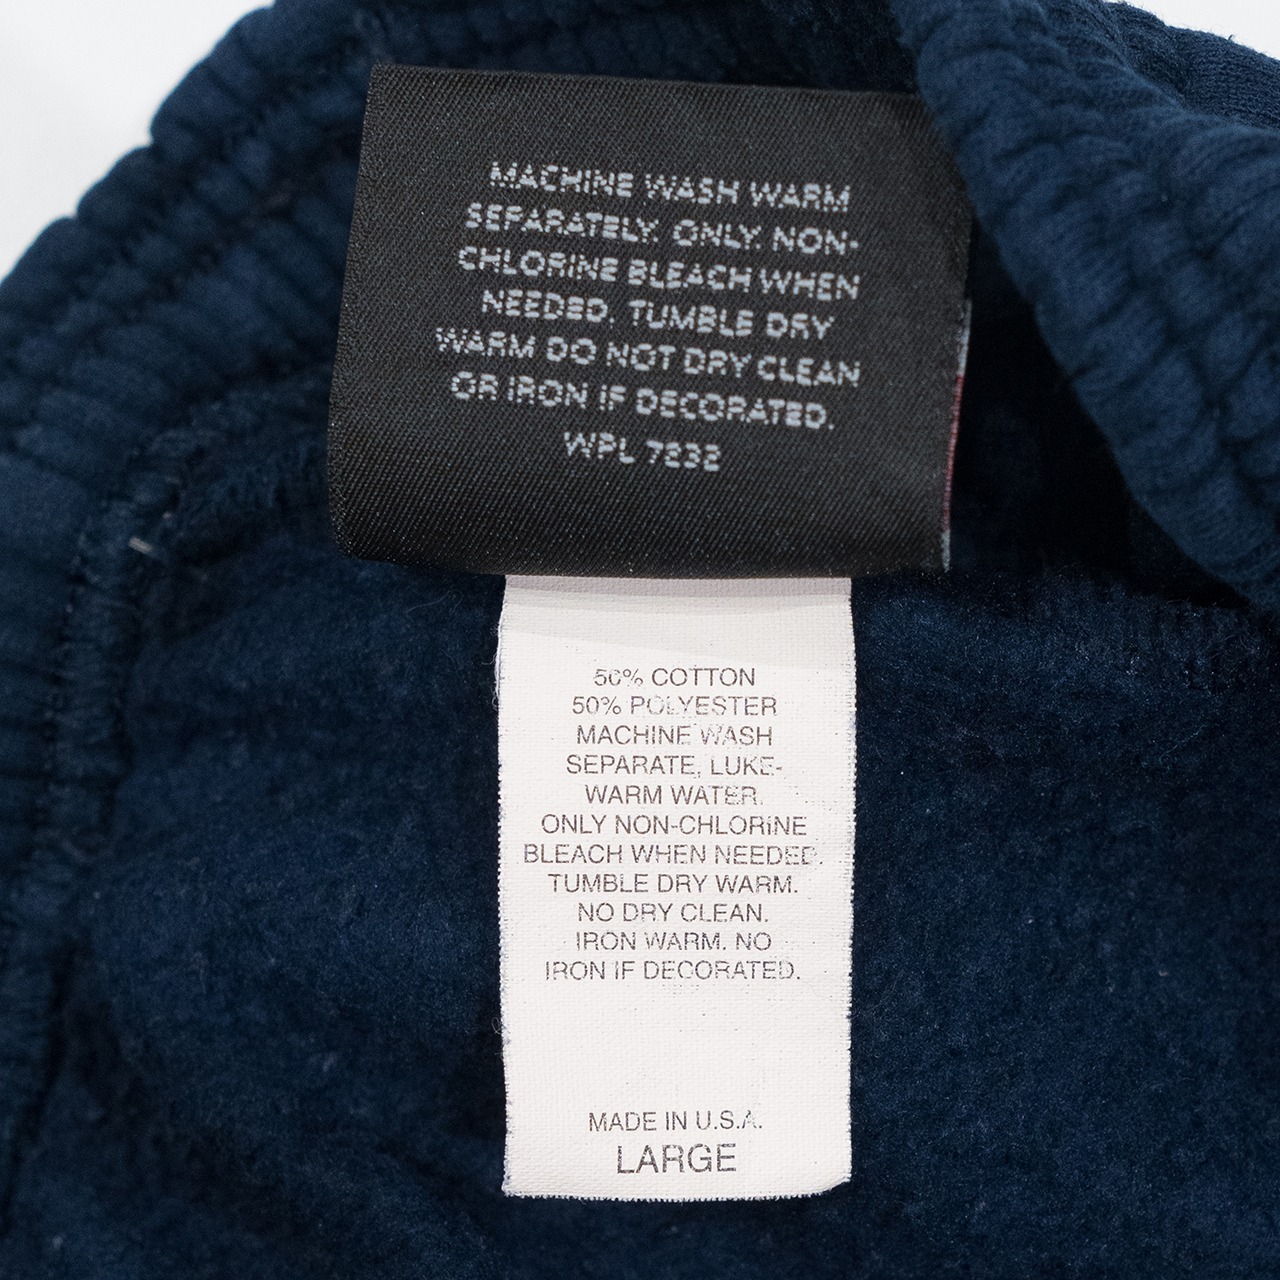 MACHINE WASH WARM
SEPARATELY. ONLY. NON-
CHLORINE BLEACH WHEN
NEEDED. TUMBLE DRY
WARM DO NOT DRY CLEAN
OR IRON IF DECORATED.
WPL 7232
50% COTTON
50% POLYESTER
MACHINE WASH
SEPARATE, LUKE-
WARM WATER.
ONLY NON-CHLORINE
BLEACH WHEN NEEDED.
TUMBLE DRY WARM.
NO DRY CLEAN.
IRON WARM. NO
IRON IF DECORATED.
MADE IN U.S.A.
LARGE